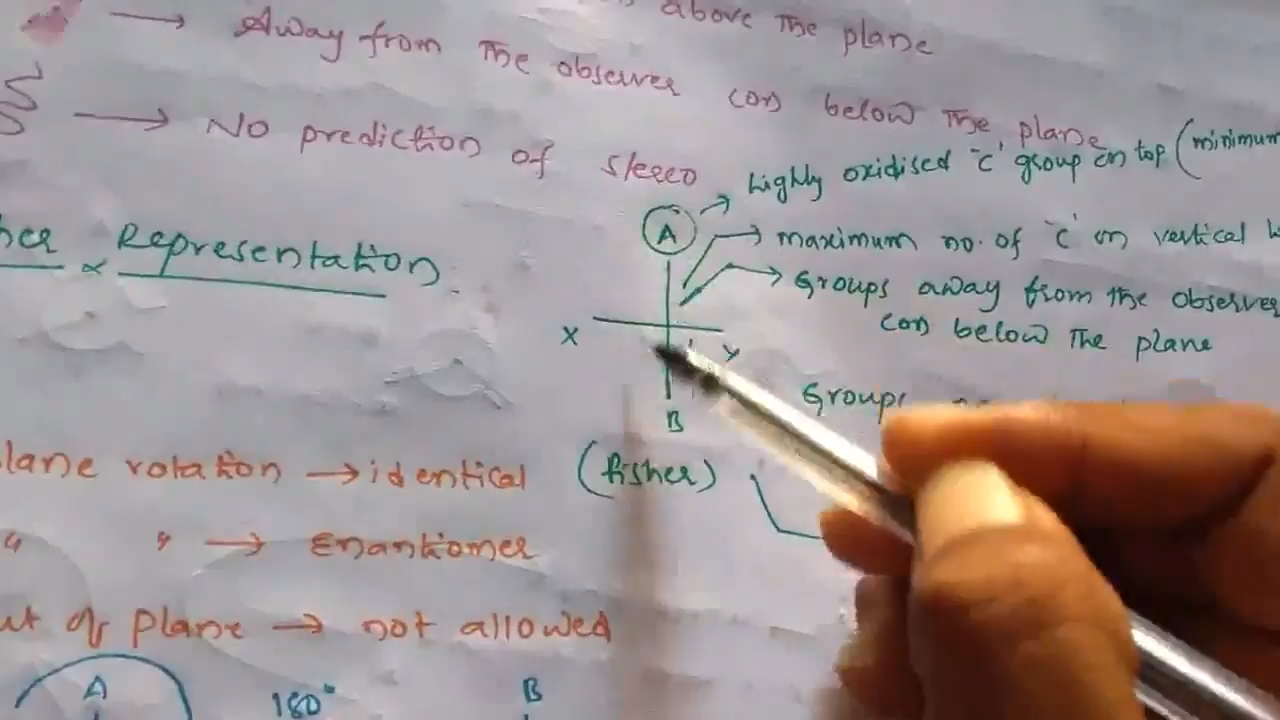 above The plane
→ Away from The observer (or) below The plane
→ No prediction of stereo
highly oxidised 'c' group on top (minimum
A
maximum no. of 'c' on vertical
Representation
Groups away from the observer
(or) below The plane
X
y
Groups
B
(fisher)
plane rotation → identical
" " → Enantiomer
out of plane → not allowed
A
180°
B